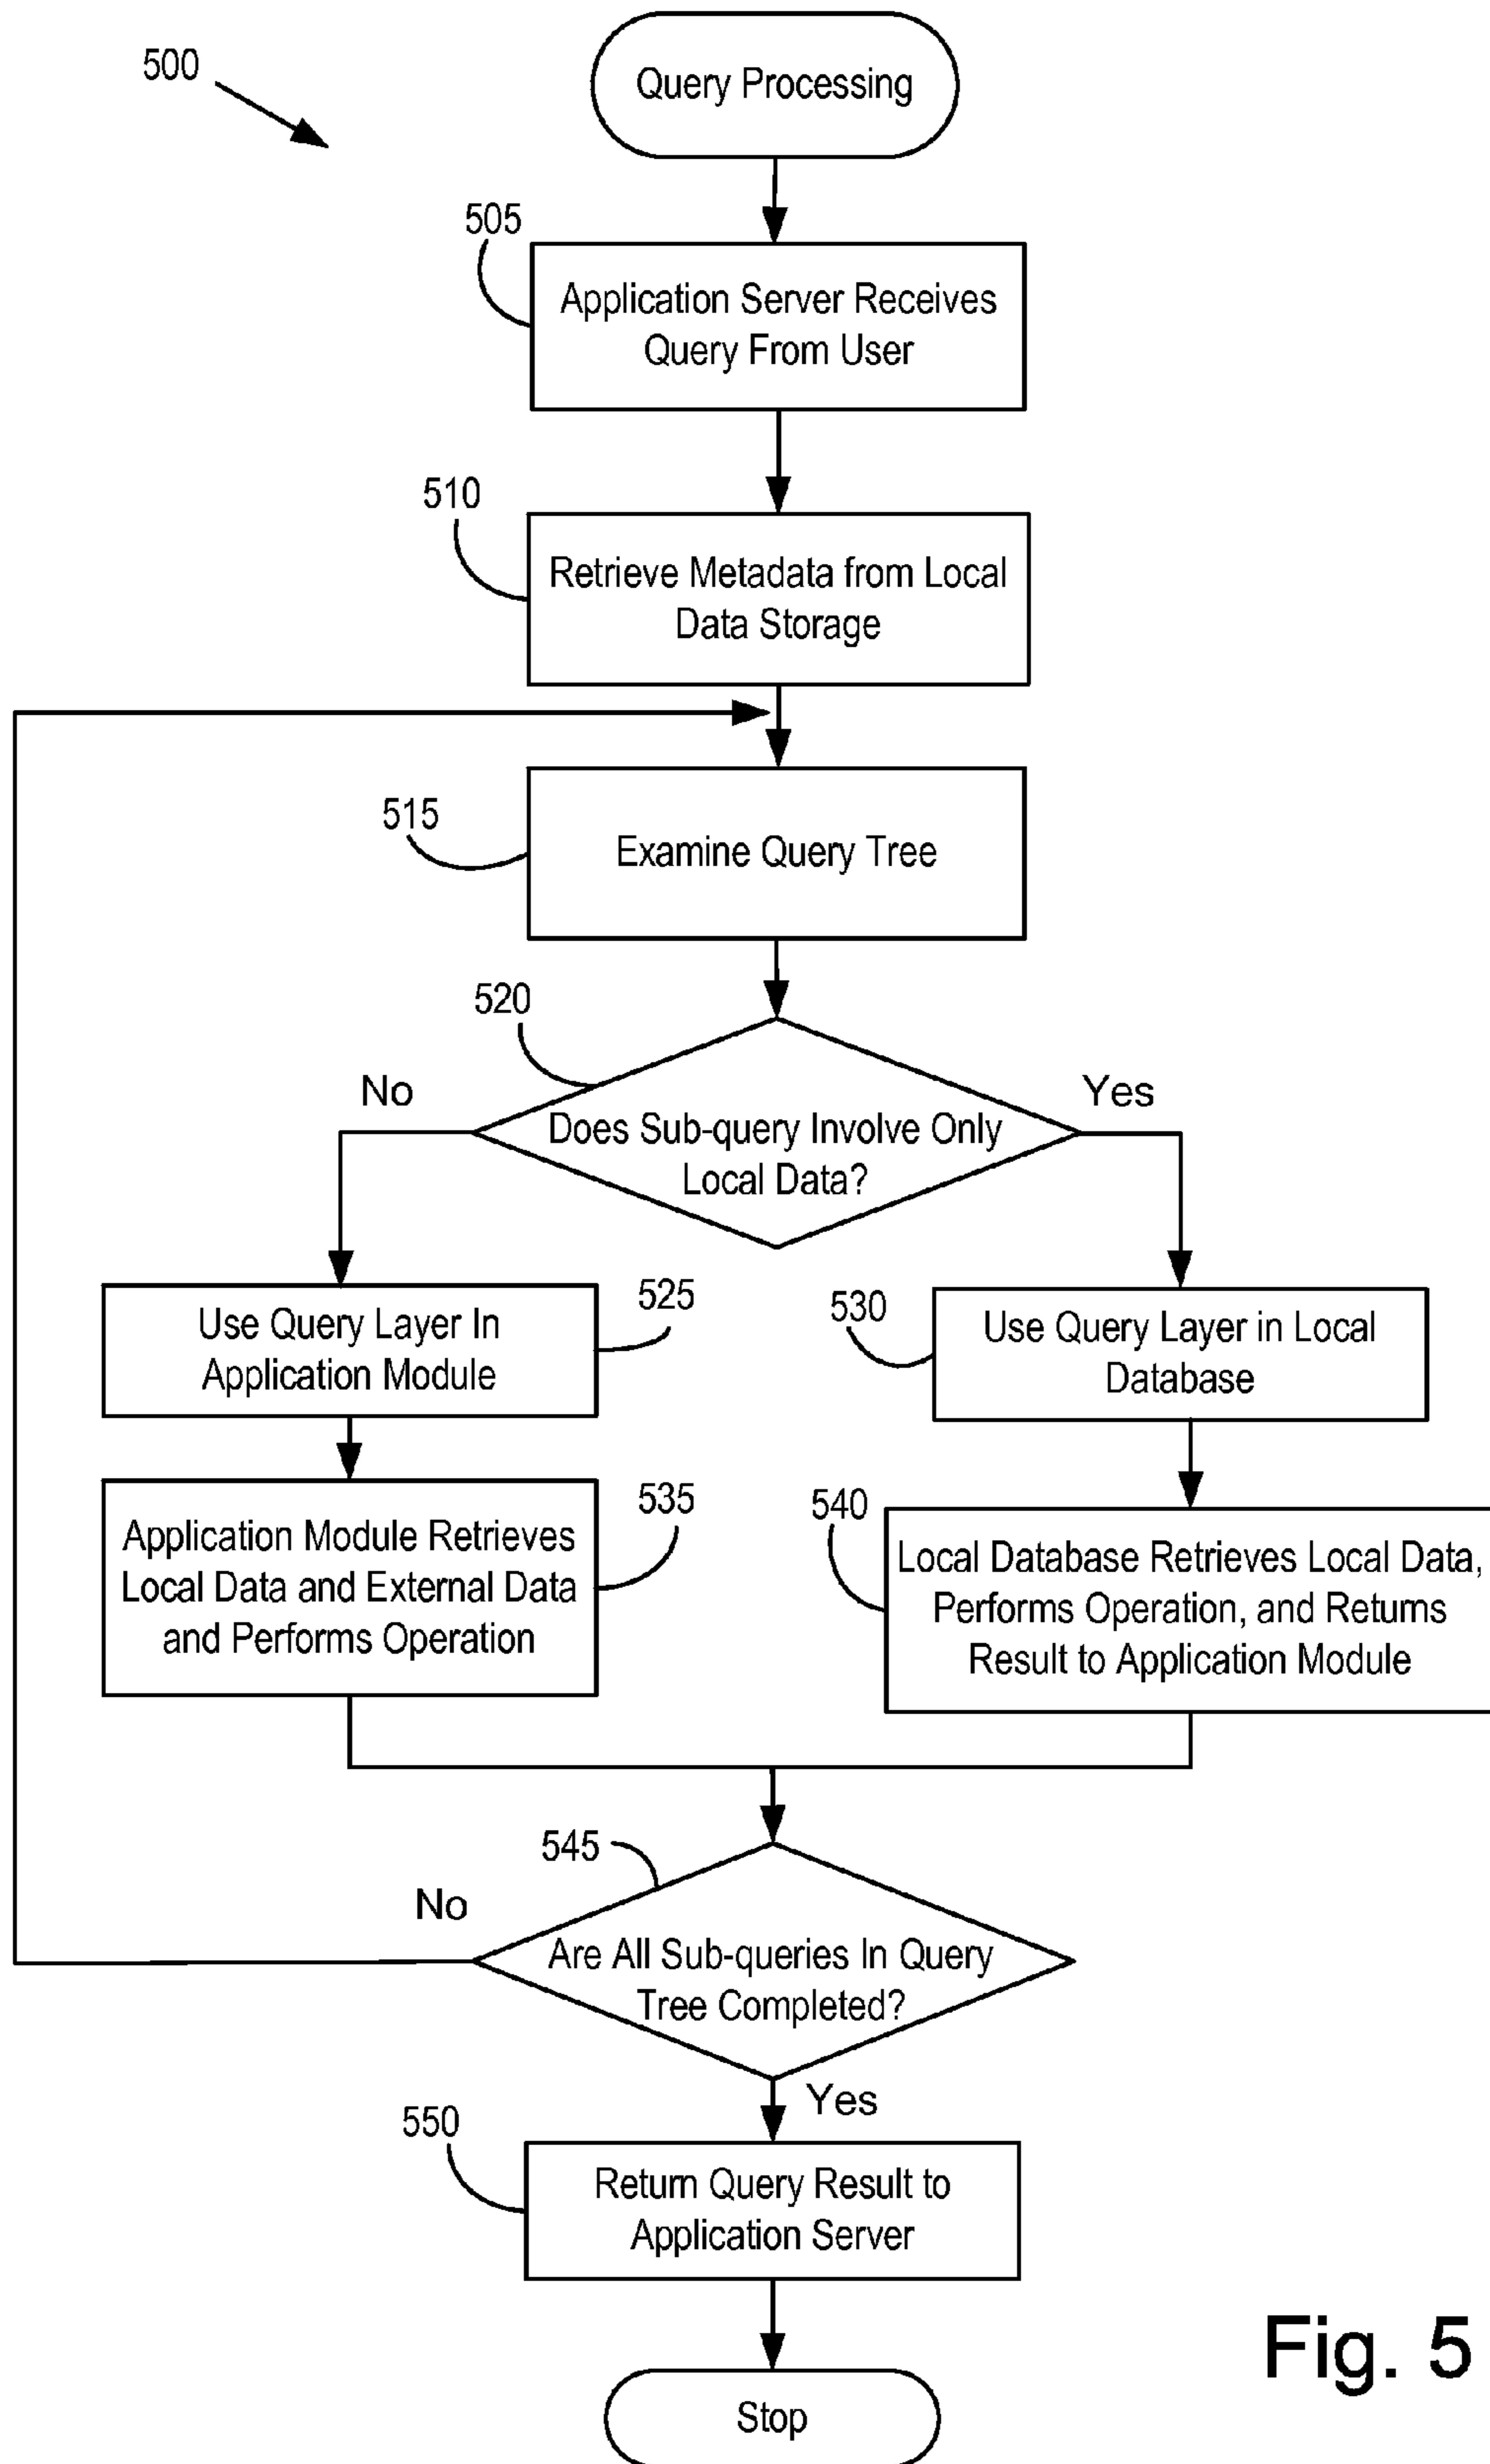 500
Query Processing
505
Application Server Receives
Query From User
510
Retrieve Metadata from Local
Data Storage
515
Examine Query Tree
520
No
Yes
Does Sub-query Involve Only
Local Data?
Use Query Layer In
Application Module
525
530
Use Query Layer in Local
Database
Application Module Retrieves
Local Data and External Data
and Performs Operation
535
540
Local Database Retrieves Local Data,
Performs Operation, and Returns
Result to Application Module
545
No
Are All Sub-queries In Query
Tree Completed?
Yes
550
Return Query Result to
Application Server
Stop
Fig. 5